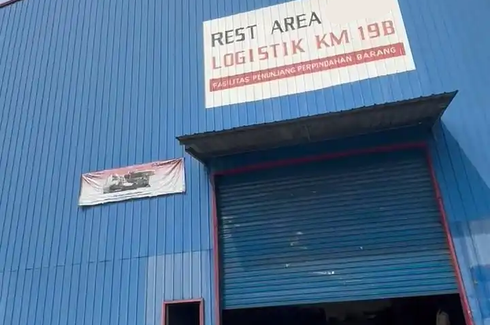 REST AREA
LOGISTIK KM 19B
FASILITAS PENUNJANG PERPINDAHAN BARANG